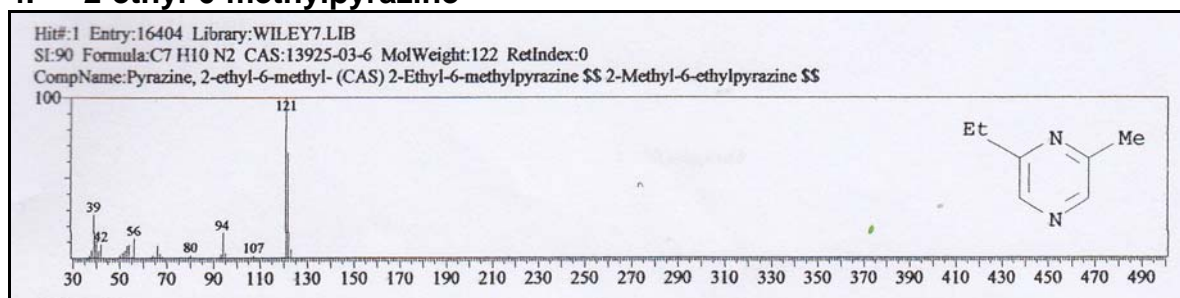 2-ethyl-6-methylpyrazine
Hit#:1 Entry:16404 Library:WILEY7.LIB
SI:90 Formula:C7 H10 N2 CAS:13925-03-6 MolWeight:122 RetIndex:0
CompName:Pyrazine, 2-ethyl-6-methyl- (CAS) 2-Ethyl-6-methylpyrazine $$ 2-Methyl-6-ethylpyrazine $$
100
121
Et
N
Me
39
42
56
80
94
107
N
30 50 70 90 110 130 150 170 190 210 230 250 270 290 310 330 350 370 390 410 430 450 470 490